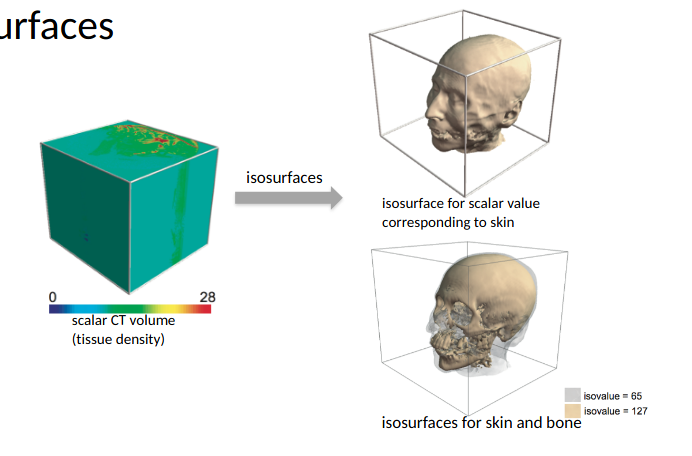 urfaces
isosurfaces
isosurface for scalar value
corresponding to skin
0
28
scalar CT volume
(tissue density)
isovalue = 65
isovalue = 127
isosurfaces for skin and bone